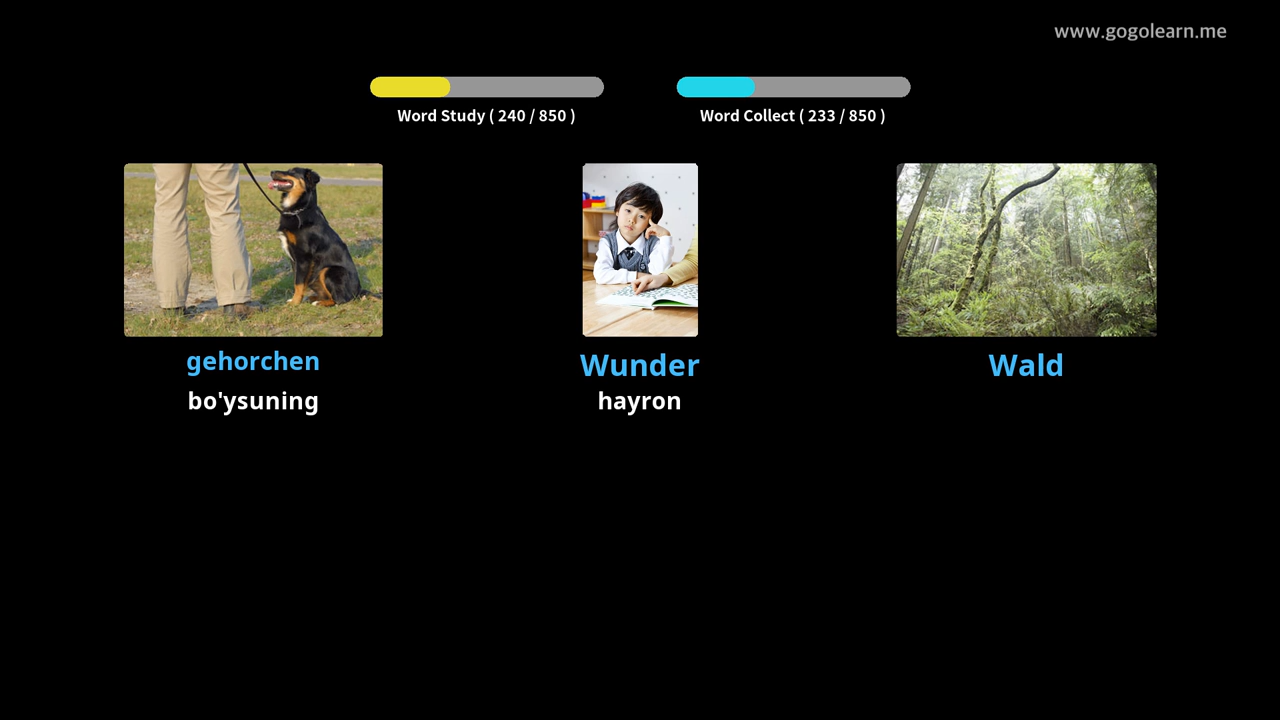 www.gogolearn.me
Word Study ( 240 / 850 )
Word Collect ( 233 / 850 )
gehorchen
bo'ysuning
Wunder
hayron
Wald